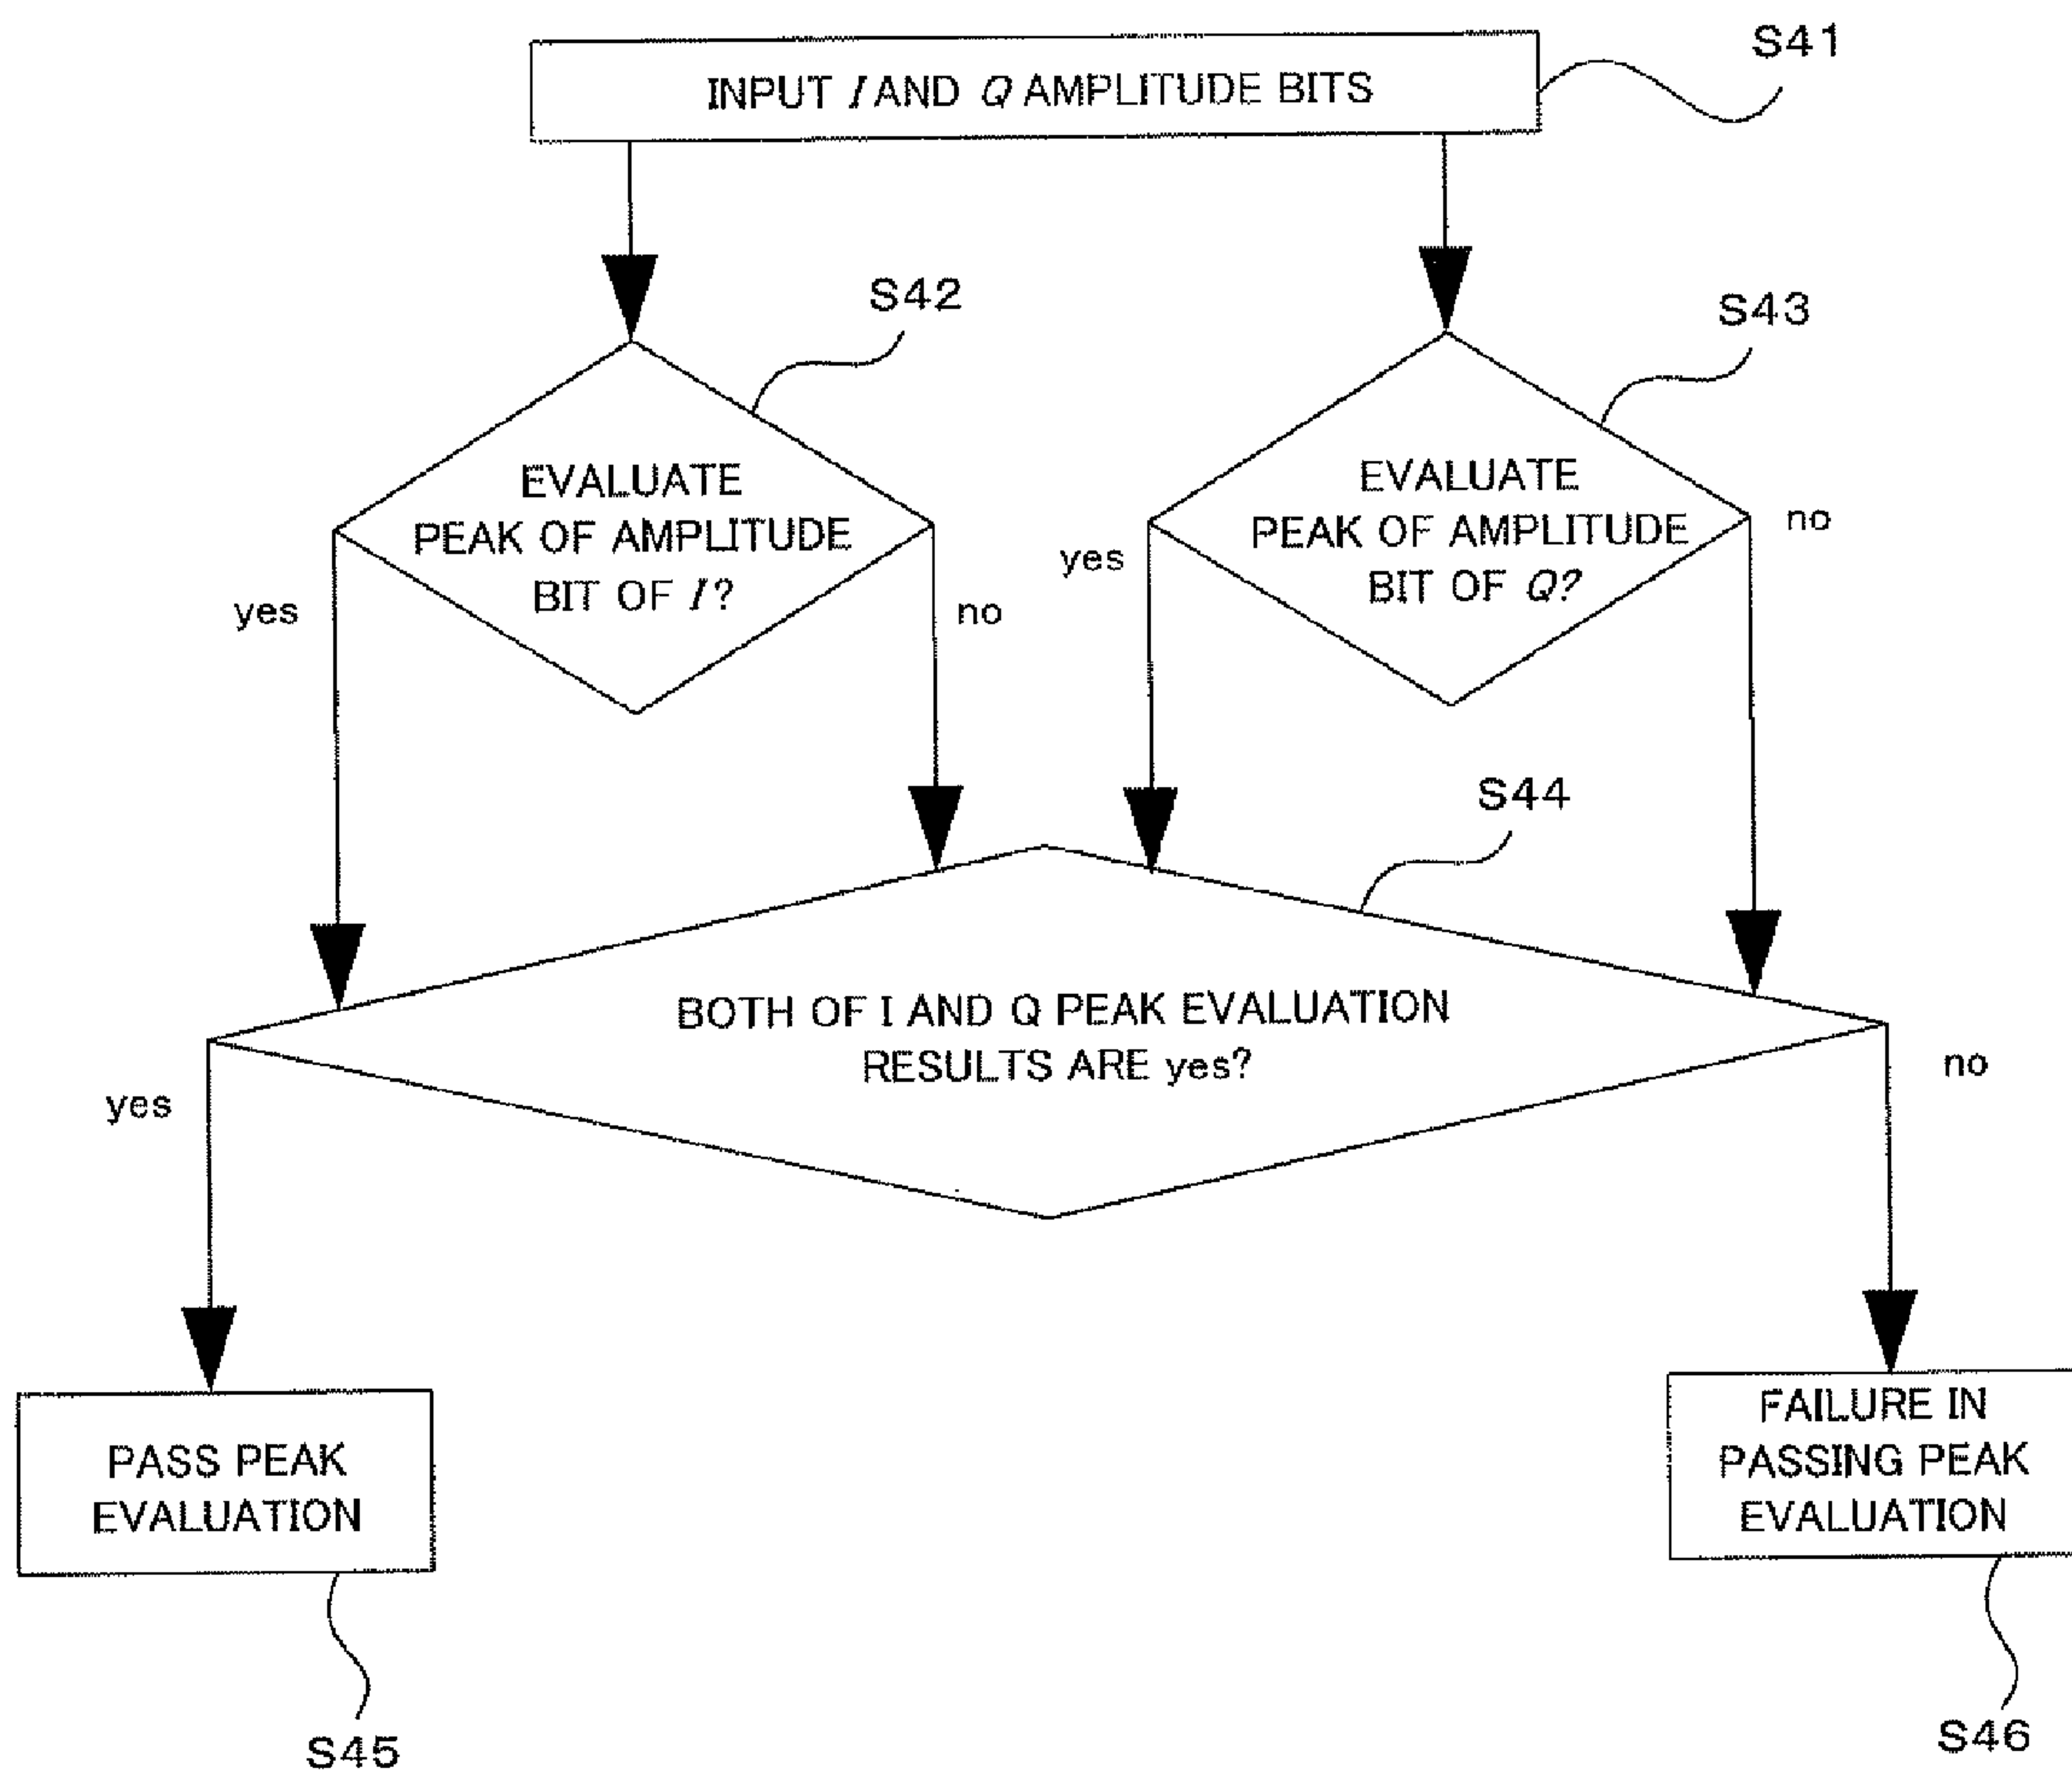 INPUT I AND Q AMPLITUDE BITS
S41
S42
S43
EVALUATE
PEAK OF AMPLITUDE
BIT OF I?
yes
no
EVALUATE
PEAK OF AMPLITUDE
BIT OF Q?
yes
no
S44
BOTH OF I AND Q PEAK EVALUATION
RESULTS ARE yes?
yes
no
PASS PEAK
EVALUATION
S45
FAILURE IN
PASSING PEAK
EVALUATION
S46